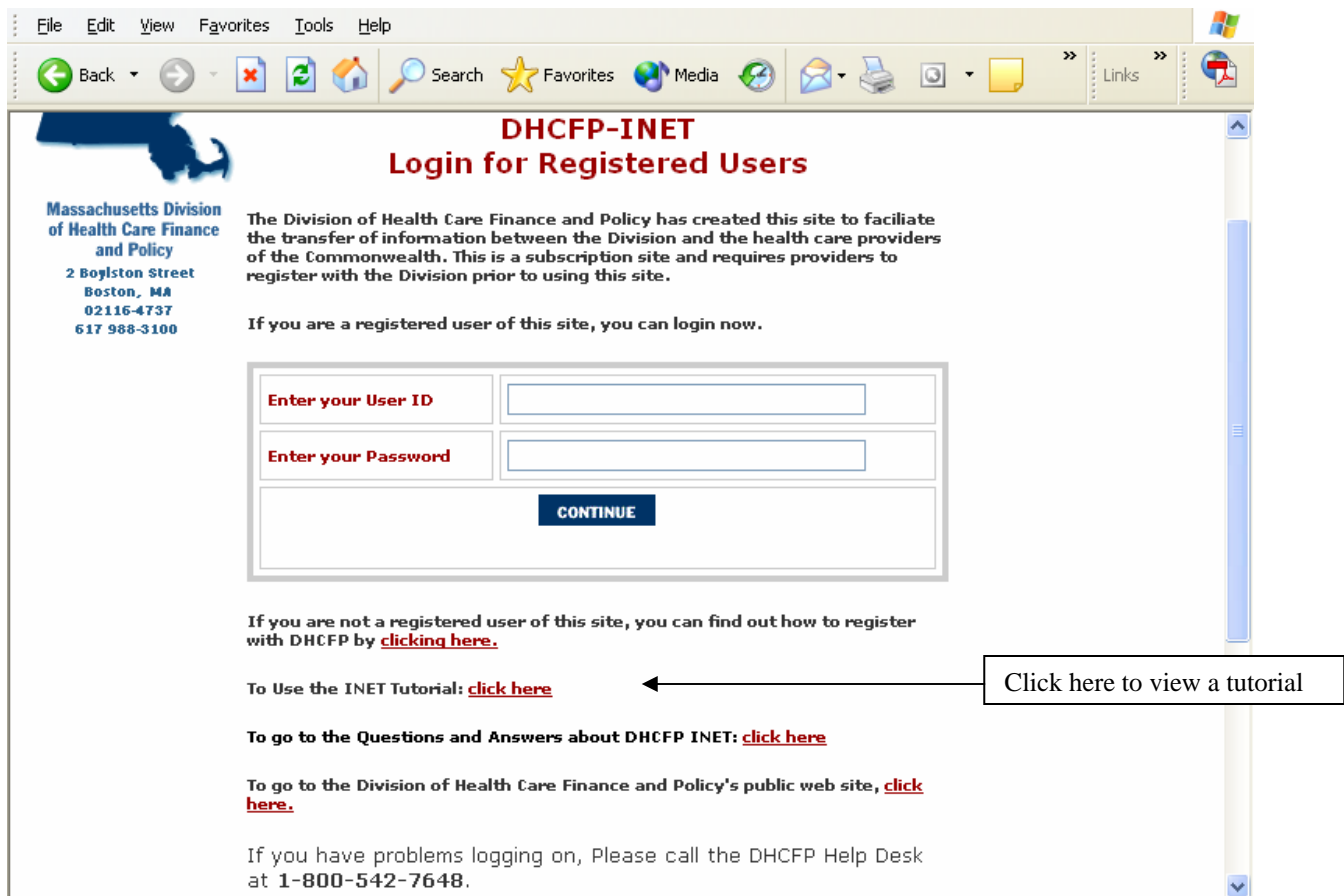 File Edit View Favorites Tools Help
Back Search Favorites Media Links
DHCFP-INET
Login for Registered Users
Massachusetts Division
of Health Care Finance
and Policy
2 Boylston Street
Boston, MA
02116-4737
617 988-3100
The Division of Health Care Finance and Policy has created this site to faciliate
the transfer of information between the Division and the health care providers
of the Commonwealth. This is a subscription site and requires providers to
register with the Division prior to using this site.
If you are a registered user of this site, you can login now.
Enter your User ID
Enter your Password
CONTINUE
If you are not a registered user of this site, you can find out how to register
with DHCFP by clicking here.
To Use the INET Tutorial: click here
Click here to view a tutorial
To go to the Questions and Answers about DHCFP INET: click here
To go to the Division of Health Care Finance and Policy's public web site, click
here.
If you have problems logging on, Please call the DHCFP Help Desk
at 1-800-542-7648.